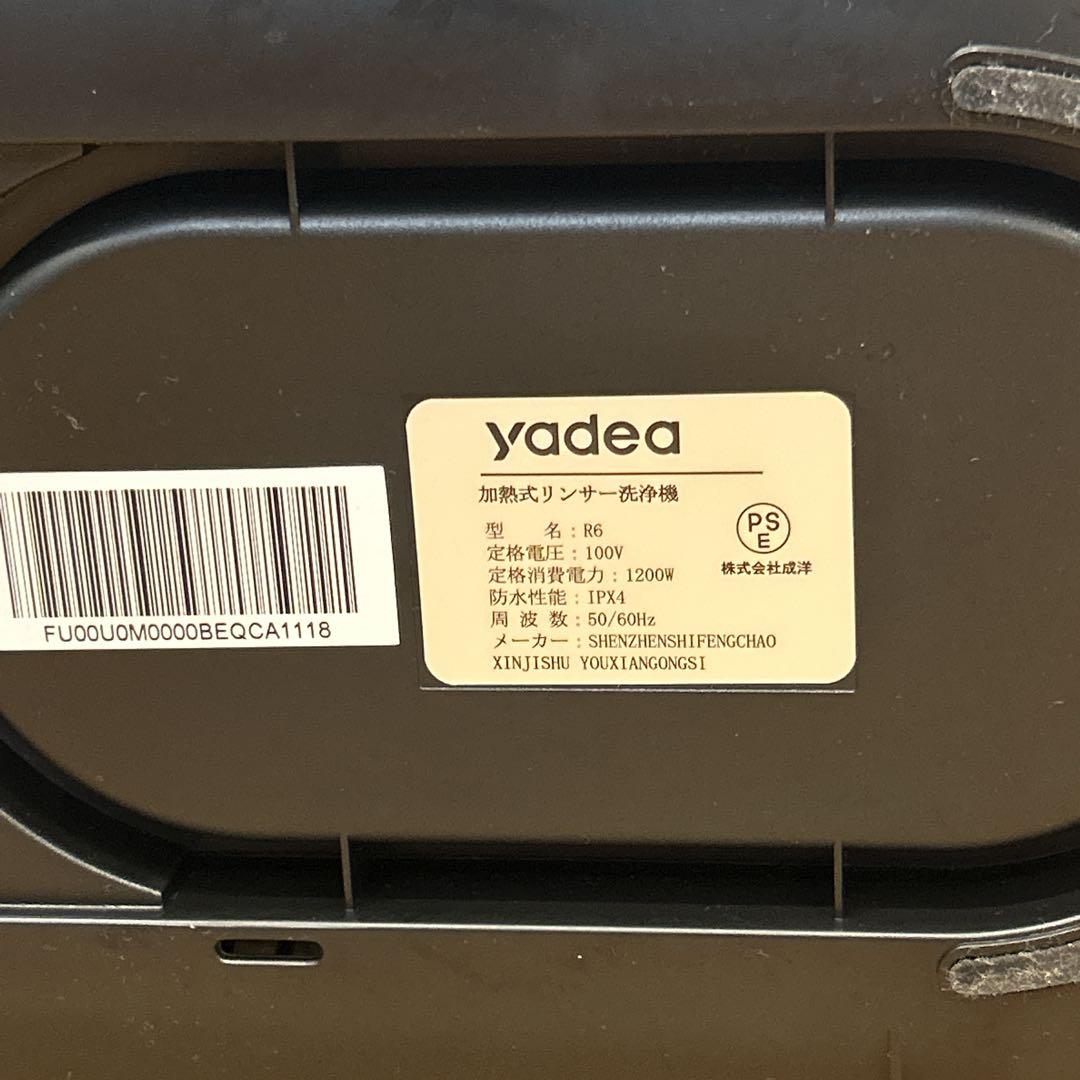 yadea
加熱式リンサー洗浄機
型 名：R6
定格電圧：100V
定格消費電力：1200W
防水性能：IPX4
周 波 数：50/60Hz
メーカー：SHENZHENSHIFENGCHAO
XINJISHU YOUXIANGONGSI
PS
E
株式会社成洋
FU00U0M0000BEQCA1118